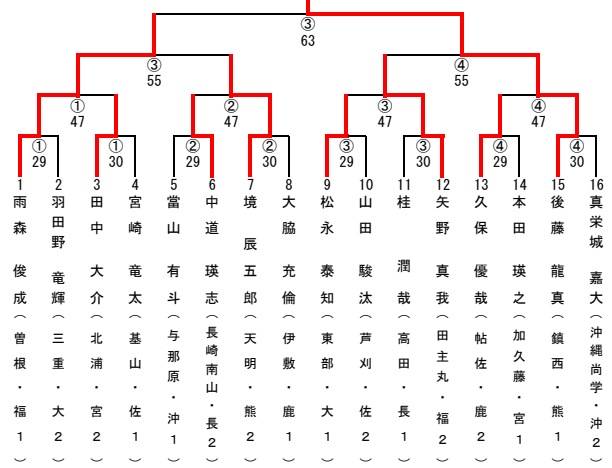 ③
63
③
55
④
55
①
47
②
47
③
47
④
47
①
29
①
30
②
29
②
30
③
29
③
30
④
29
④
30
1
2
3
4
5
6
7
8
9
10
11
12
13
14
15
16
雨森 俊成（曽根・福1）
羽田野 竜輝（三重・大2）
田中 大介（北浦・宮2）
宮崎 竜太（基山・佐1）
當山 有斗（与那原・沖1）
中道 瑛志（長崎南山・長2）
境 辰五郎（天明・熊2）
大脇 充倫（伊敷・鹿1）
松永 泰知（東部・大1）
山田 駿汰（芦刈・佐2）
桂 潤哉（高田・長1）
矢野 真我（田主丸・福2）
久保 優哉（帖佐・鹿2）
本田 瑛之（加久藤・宮1）
後藤 龍真（鎮西・熊1）
真栄城 嘉大（沖縄尚学・沖2）